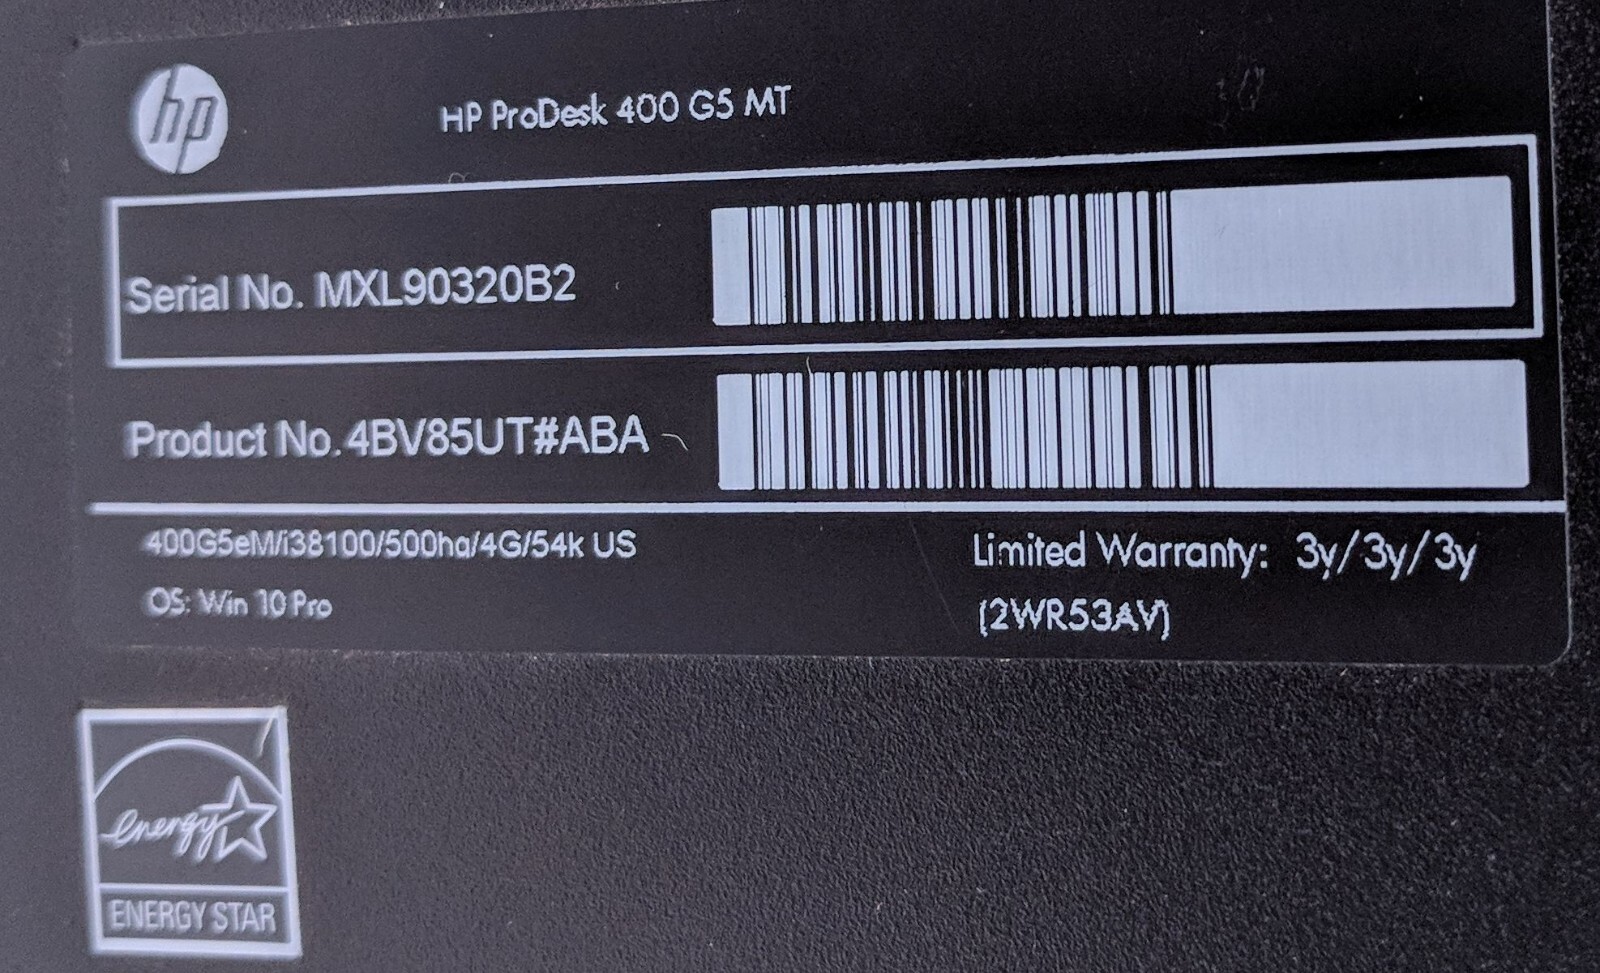 hp
HP ProDesk 400 G5 MT
Serial No. MXL90320B2
Product No.4BV85UT#ABA
400G5eM/i38100/500hq/4G/54k US
OS: Win 10 Pro
Limited Warranty: 3y/3y/3y
(2WR53AV)
energy
ENERGY STAR